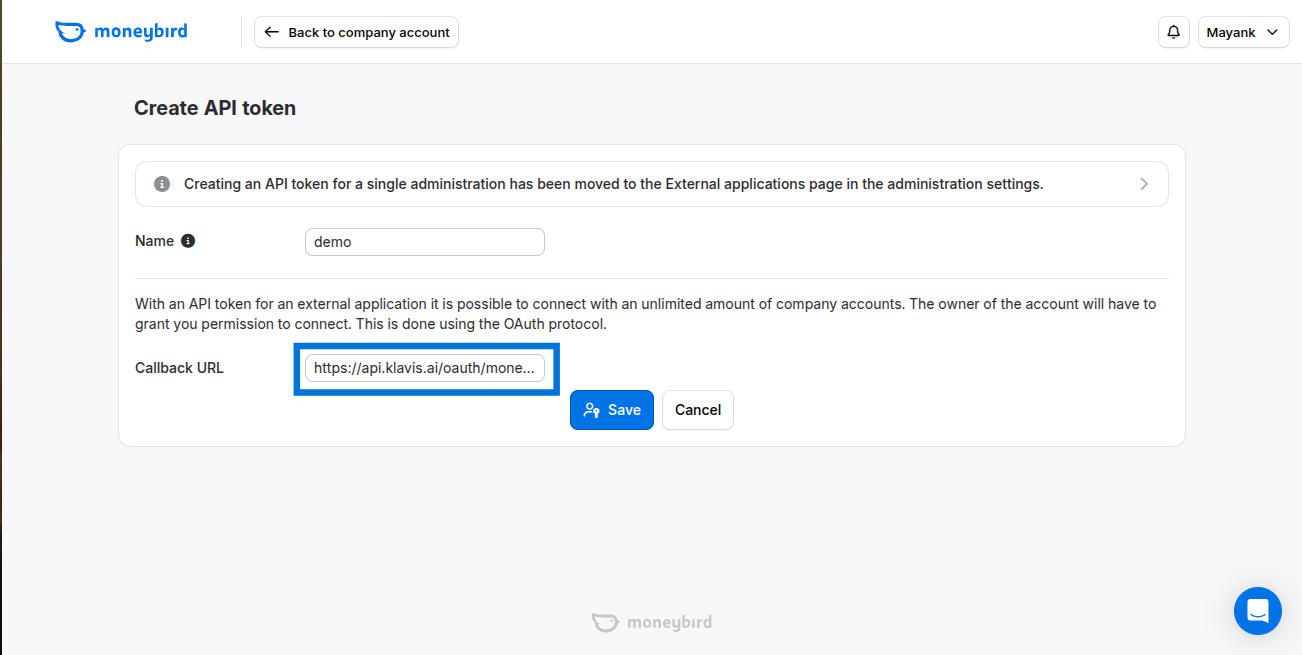 moneybird
Back to company account
Mayank
Create API token
Creating an API token for a single administration has been moved to the External applications page in the administration settings.
Name
demo
With an API token for an external application it is possible to connect with an unlimited amount of company accounts. The owner of the account will have to
grant you permission to connect. This is done using the OAuth protocol.
Callback URL
https://api.klavis.ai/oauth/mone...
Save
Cancel
moneybird